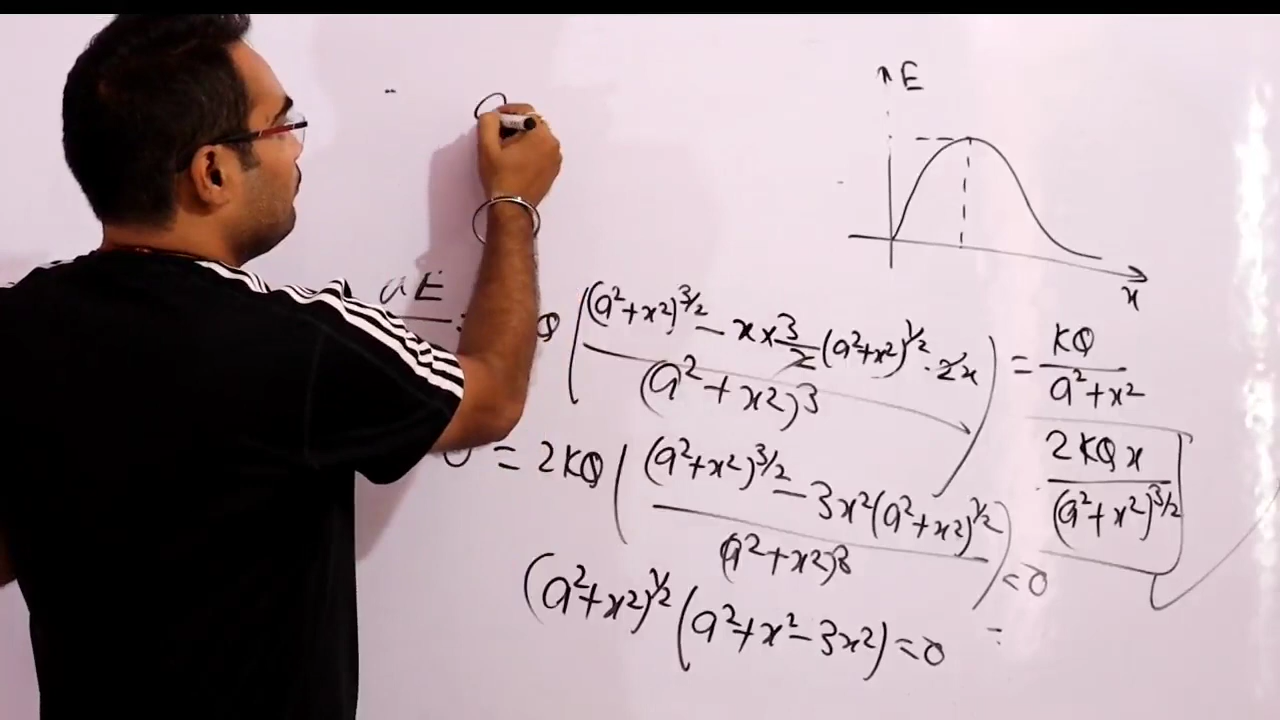 E
x
dE = KQ ((a²+x²)^3/2 − x×3/2 (a²+x²)^1/2 · 2x) / (a²+x²)³ = KQ / a²+x²
0 = 2KQ ((a²+x²)^3/2 − 3x²(a²+x²)^1/2) / (a²+x²)³ = 0
2KQx / (a²+x²)^3/2
(a²+x²)^1/2 (a²+x²−3x²) = 0 =